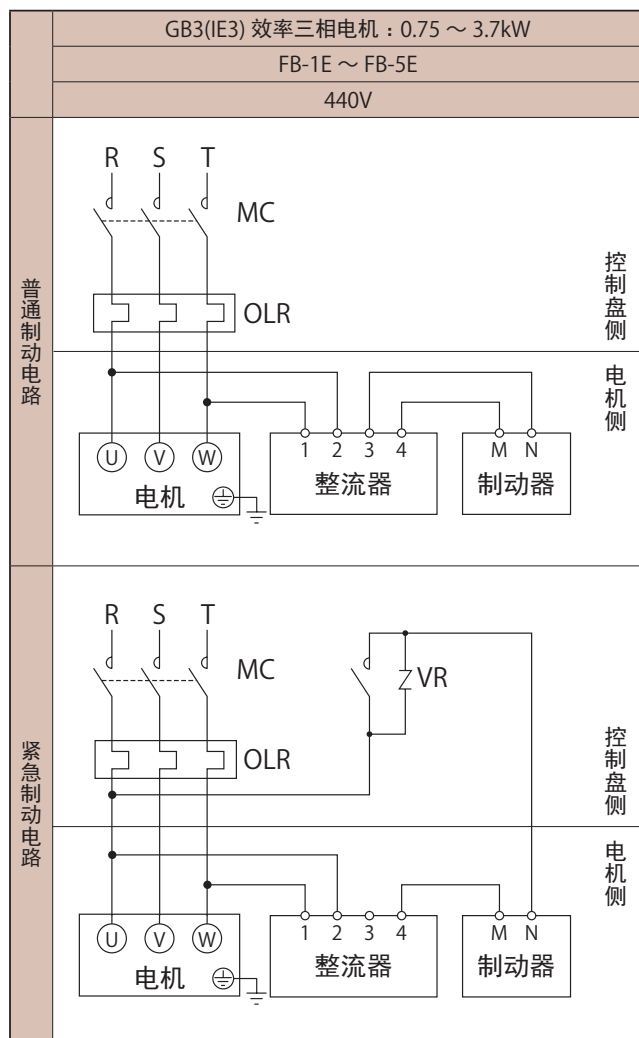 GB3(IE3) 效率三相电机：0.75 ～ 3.7kW
FB-1E ～ FB-5E
440V
普通制动电路
R S T
MC
OLR
控制盘侧
电机侧
1 2 3 4 M N
U V W
电机
整流器
制动器
紧急制动电路
R S T
MC
VR
OLR
控制盘侧
电机侧
1 2 3 4 M N
U V W
电机
整流器
制动器